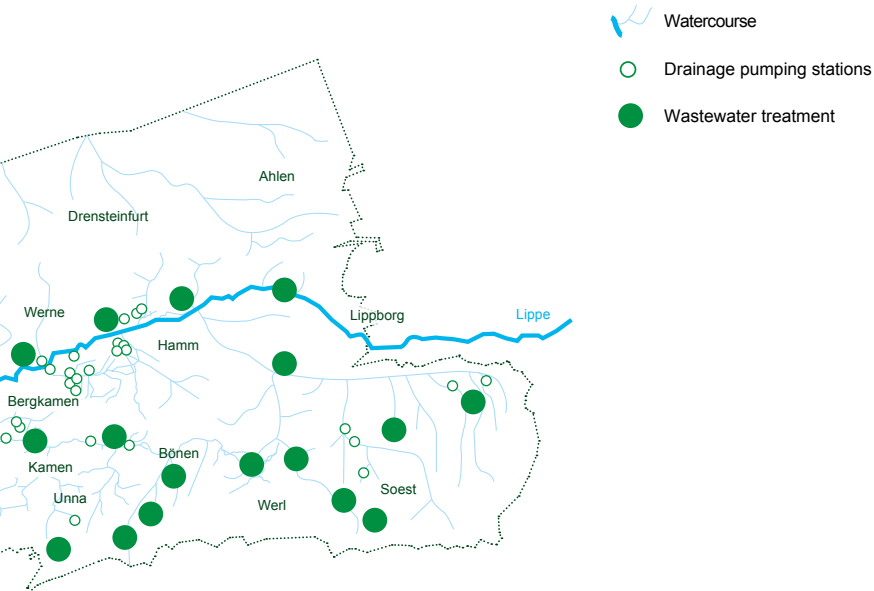 Watercourse
Drainage pumping stations
Wastewater treatment
Ahlen
Drensteinfurt
Werne
Lippborg
Lippe
Hamm
Bergkamen
Bönen
Kamen
Soest
Unna
Werl